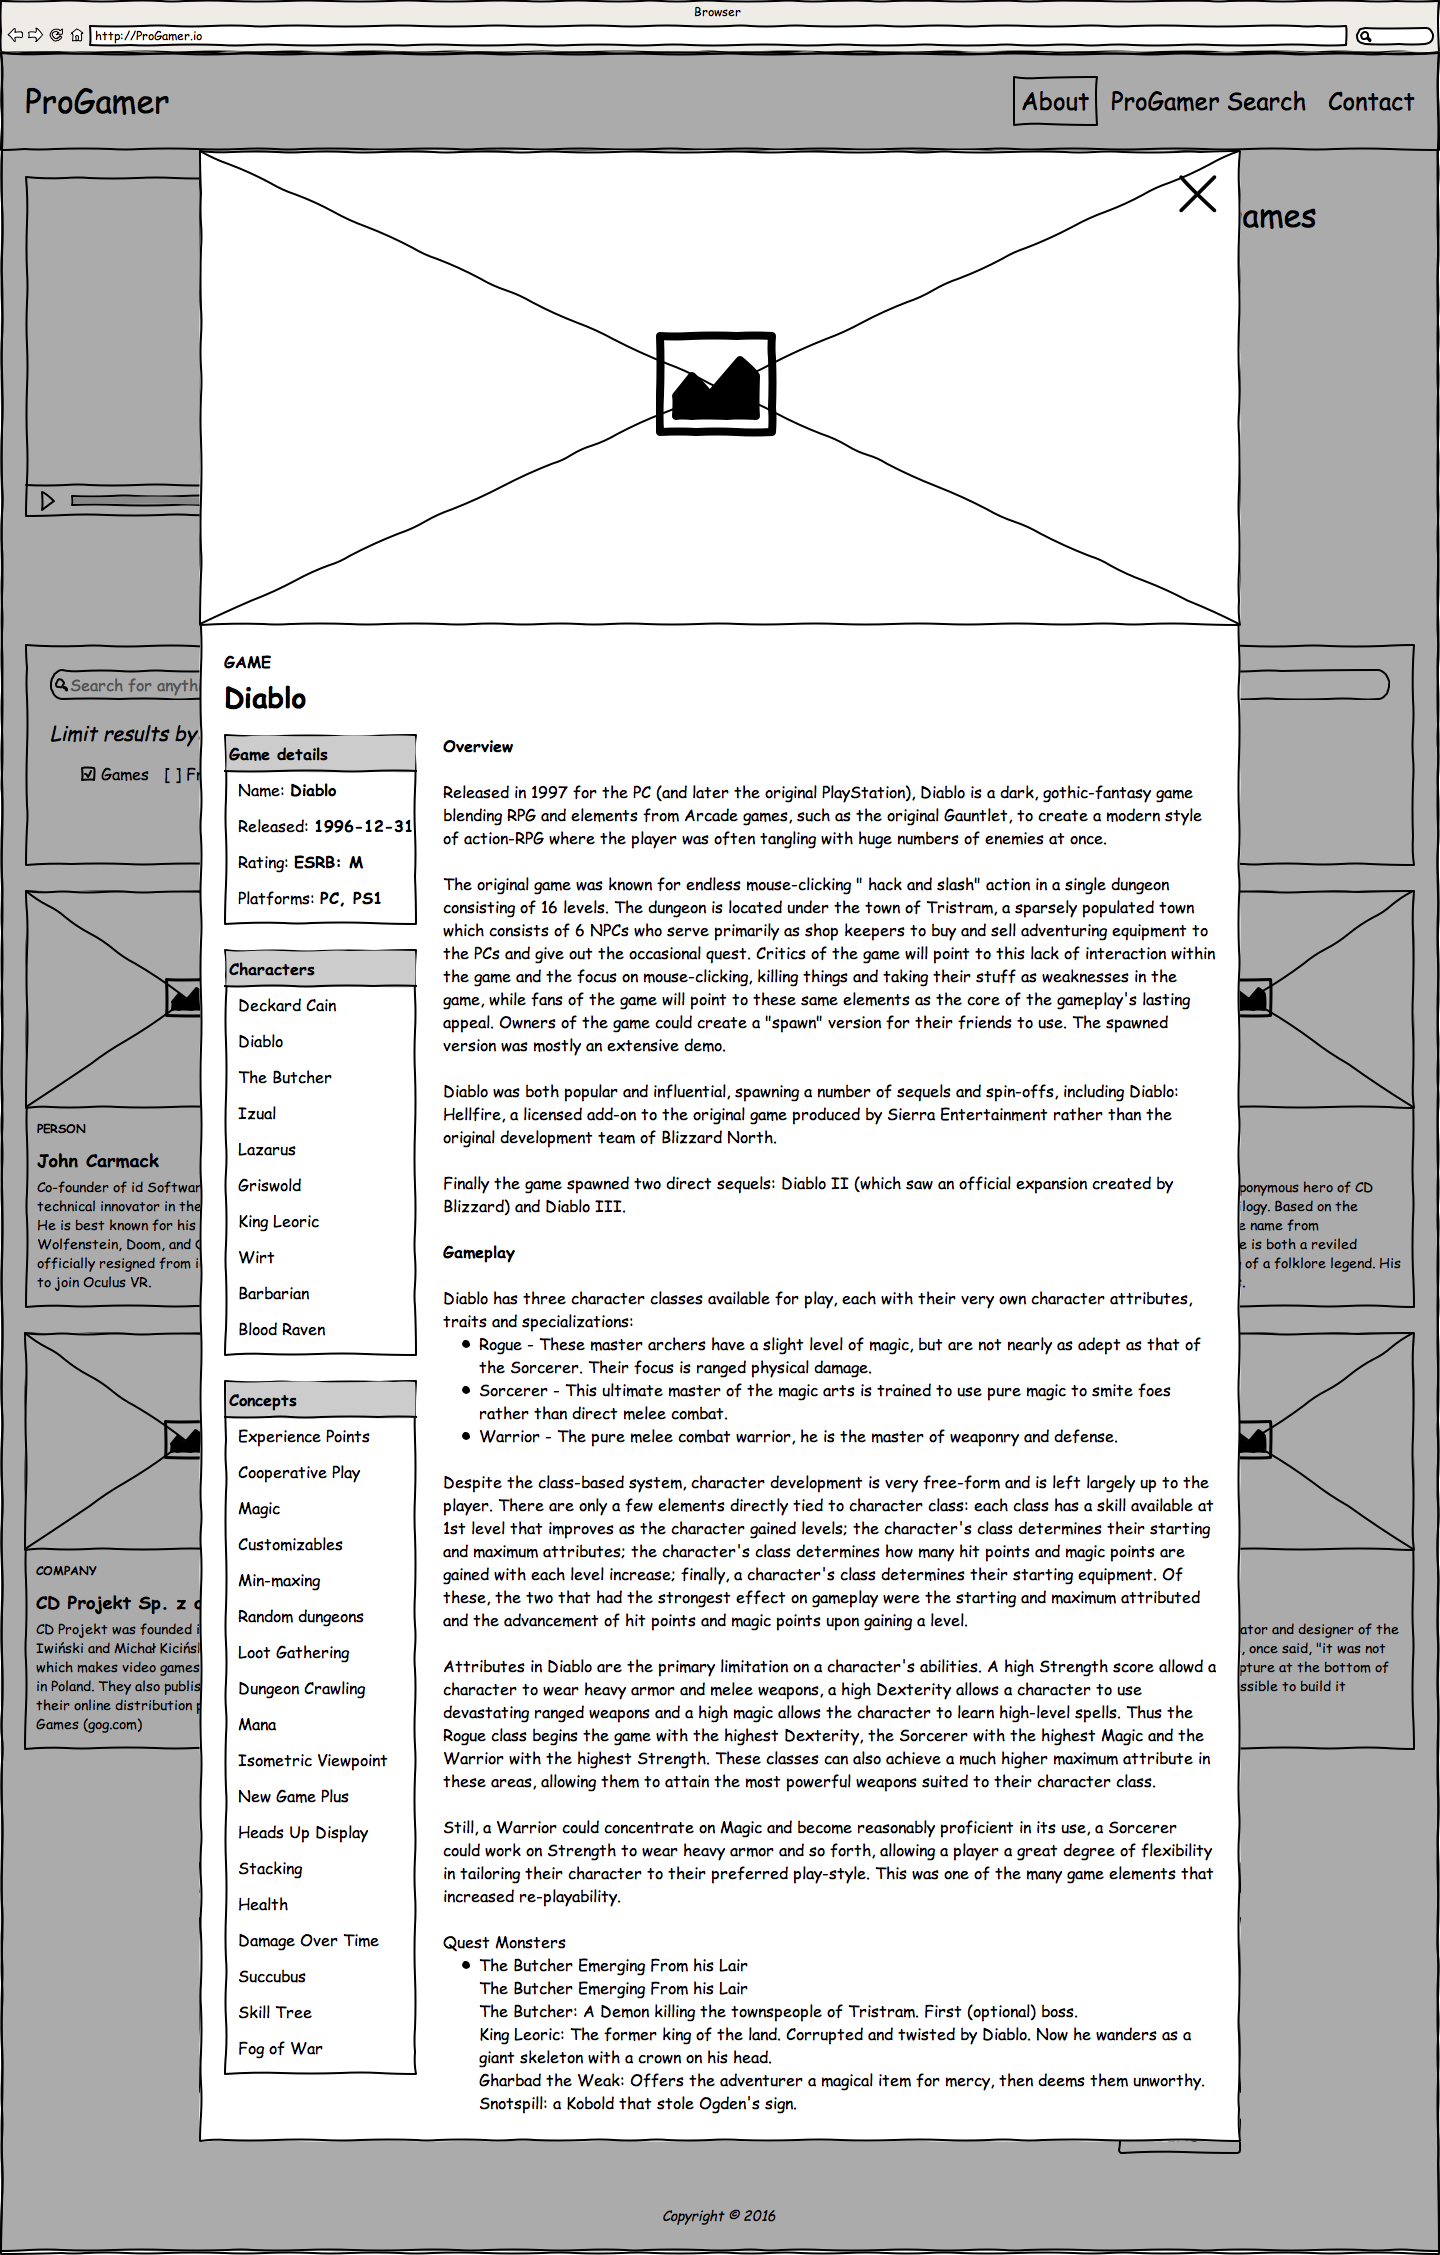 Browser
http://ProGamer.io
ProGamer
About
ProGamer Search
Contact
ames
Search for anyth
Limit results by
Games [ ] Fr
GAME
Diablo
Game details
Name: Diablo
Released: 1996-12-31
Rating: ESRB: M
Platforms: PC, PS1
Characters
Deckard Cain
Diablo
The Butcher
Izual
Lazarus
Griswold
King Leoric
Wirt
Barbarian
Blood Raven
Concepts
Experience Points
Cooperative Play
Magic
Customizables
Min-maxing
Random dungeons
Loot Gathering
Dungeon Crawling
Mana
Isometric Viewpoint
New Game Plus
Heads Up Display
Stacking
Health
Damage Over Time
Succubus
Skill Tree
Fog of War
Overview
Released in 1997 for the PC (and later the original PlayStation), Diablo is a dark, gothic-fantasy game
blending RPG and elements from Arcade games, such as the original Gauntlet, to create a modern style
of action-RPG where the player was often tangling with huge numbers of enemies at once.
The original game was known for endless mouse-clicking " hack and slash" action in a single dungeon
consisting of 16 levels. The dungeon is located under the town of Tristram, a sparsely populated town
which consists of 6 NPCs who serve primarily as shop keepers to buy and sell adventuring equipment to
the PCs and give out the occasional quest. Critics of the game will point to this lack of interaction within
the game and the focus on mouse-clicking, killing things and taking their stuff as weaknesses in the
game, while fans of the game will point to these same elements as the core of the gameplay's lasting
appeal. Owners of the game could create a "spawn" version for their friends to use. The spawned
version was mostly an extensive demo.
Diablo was both popular and influential, spawning a number of sequels and spin-offs, including Diablo:
Hellfire, a licensed add-on to the original game produced by Sierra Entertainment rather than the
original development team of Blizzard North.
Finally the game spawned two direct sequels: Diablo II (which saw an official expansion created by
Blizzard) and Diablo III.
Gameplay
Diablo has three character classes available for play, each with their very own character attributes,
traits and specializations:
• Rogue - These master archers have a slight level of magic, but are not nearly as adept as that of
the Sorcerer. Their focus is ranged physical damage.
• Sorcerer - This ultimate master of the magic arts is trained to use pure magic to smite foes
rather than direct melee combat.
• Warrior - The pure melee combat warrior, he is the master of weaponry and defense.
Despite the class-based system, character development is very free-form and is left largely up to the
player. There are only a few elements directly tied to character class: each class has a skill available at
1st level that improves as the character gained levels; the character's class determines their starting
and maximum attributes; the character's class determines how many hit points and magic points are
gained with each level increase; finally, a character's class determines their starting equipment. Of
these, the two that had the strongest effect on gameplay were the starting and maximum attributed
and the advancement of hit points and magic points upon gaining a level.
Attributes in Diablo are the primary limitation on a character's abilities. A high Strength score allowd a
character to wear heavy armor and melee weapons, a high Dexterity allows a character to use
devastating ranged weapons and a high magic allows the character to learn high-level spells. Thus the
Rogue class begins the game with the highest Dexterity, the Sorcerer with the highest Magic and the
Warrior with the highest Strength. These classes can also achieve a much higher maximum attribute in
these areas, allowing them to attain the most powerful weapons suited to their character class.
Still, a Warrior could concentrate on Magic and become reasonably proficient in its use, a Sorcerer
could work on Strength to wear heavy armor and so forth, allowing a player a great degree of flexibility
in tailoring their character to their preferred play-style. This was one of the many game elements that
increased re-playability.
Quest Monsters
• The Butcher Emerging From his Lair
The Butcher Emerging From his Lair
The Butcher: A Demon killing the townspeople of Tristram. First (optional) boss.
King Leoric: The former king of the land. Corrupted and twisted by Diablo. Now he wanders as a
giant skeleton with a crown on his head.
Gharbad the Weak: Offers the adventurer a magical item for mercy, then deems them unworthy.
Snotspill: a Kobold that stole Ogden's sign.
PERSON
John Carmack
Co-founder of id Softwar
technical innovator in the
He is best known for his
Wolfenstein, Doom, and
officially resigned from i
to join Oculus VR.
ponymous hero of CD
ilogy. Based on the
e name from
e is both a reviled
of a folklore legend. His
COMPANY
CD Projekt Sp. z
CD Projekt was founded i
Iwiński and Michał Kicińsl
which makes video games
in Poland. They also publis
their online distribution p
Games (gog.com)
ator and designer of the
, once said, "it was not
pture at the bottom of
ssible to build it
Copyright © 2016